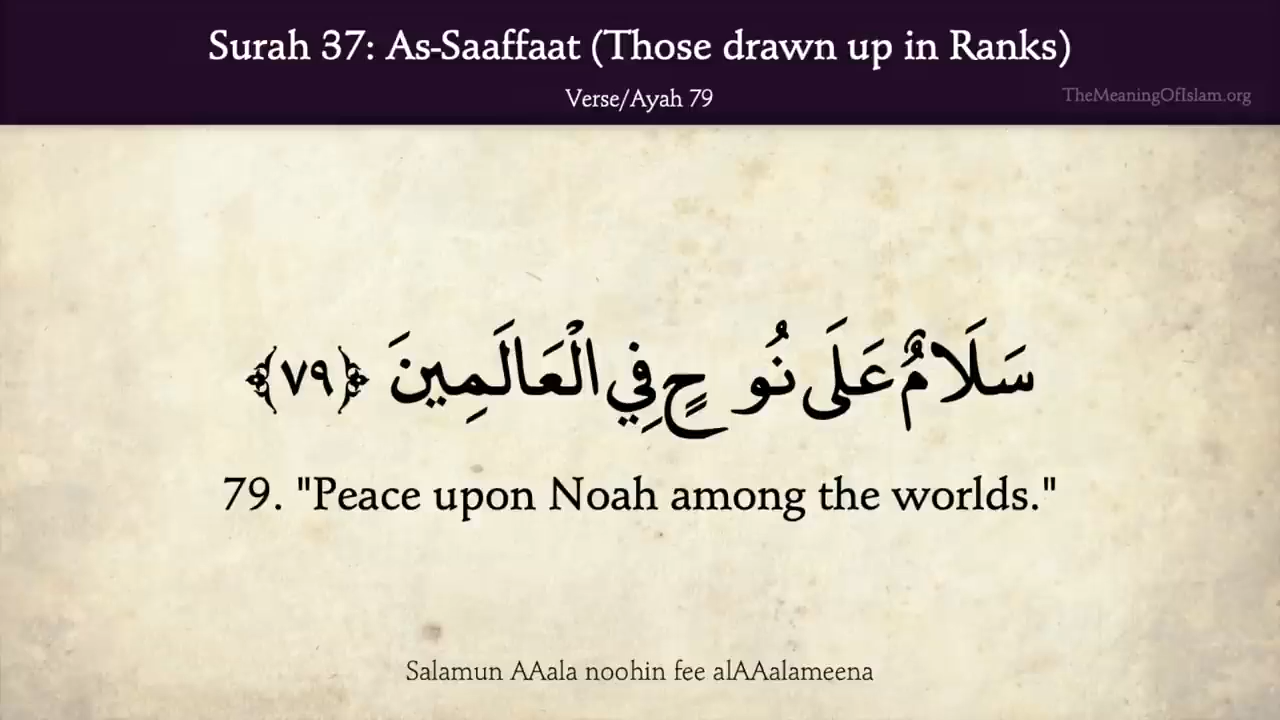 Surah 37: As-Saaffaat (Those drawn up in Ranks)
Verse/Ayah 79
TheMeaningOfIslam.org
سَلَامٌ عَلَى نُوحٍ فِي الْعَالَمِينَ ﴿٧٩﴾
79. "Peace upon Noah among the worlds."
Salamun AAala noohin fee alAAalameena